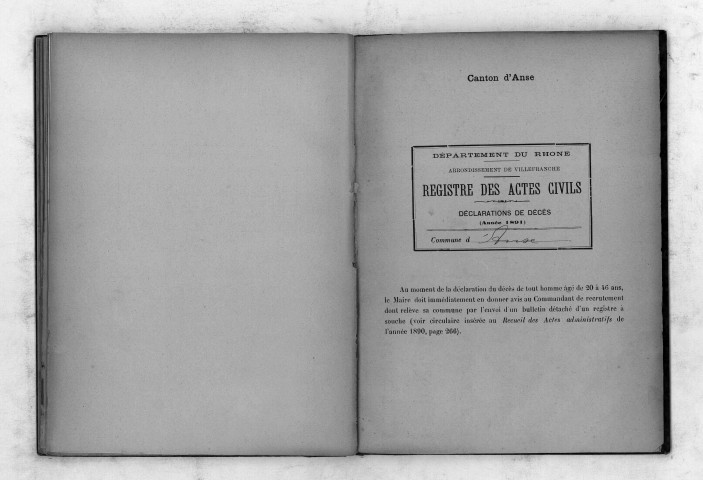 Canton d'Anse
DÉPARTEMENT DU RHONE
ARRONDISSEMENT DE VILLEFRANCHE
REGISTRE DES ACTES CIVILS
DÉCLARATIONS DE DÉCÈS
(Année 1891)
Commune d'Anse
Au moment de la déclaration du décès de tout homme âgé de 20 à 46 ans,
le Maire doit immédiatement en donner avis au Commandant de recrutement
dont relève sa commune par l'envoi d'un bulletin détaché d'un registre à
souche (voir circulaire insérée au Recueil des Actes administratifs de
l'année 1890, page 266).